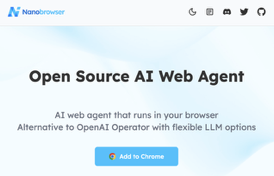 Nanobrowser
Open Source AI Web Agent
AI web agent that runs in your browser
Alternative to OpenAI Operator with flexible LLM options
Add to Chrome